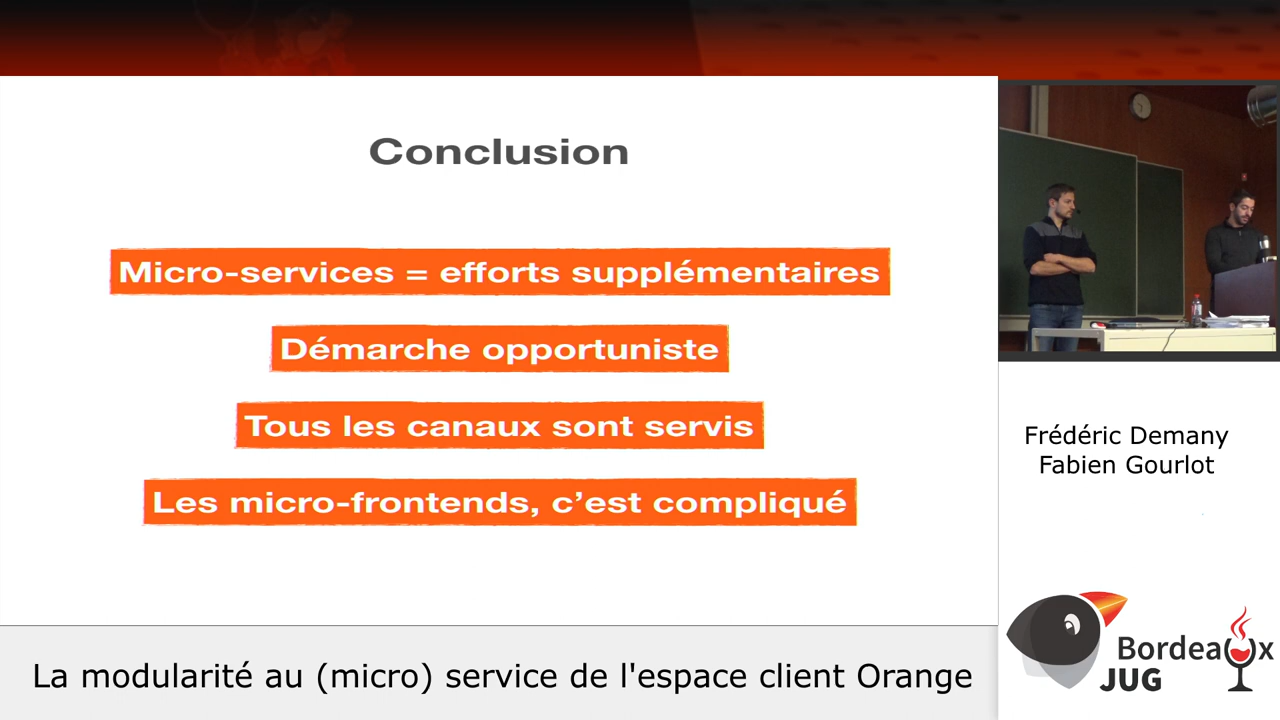 Conclusion
Micro-services = efforts supplémentaires
Démarche opportuniste
Tous les canaux sont servis
Les micro-frontends, c’est compliqué
Frédéric Demany
Fabien Gourlot
Bordeaux
JUG
La modularité au (micro) service de l'espace client Orange